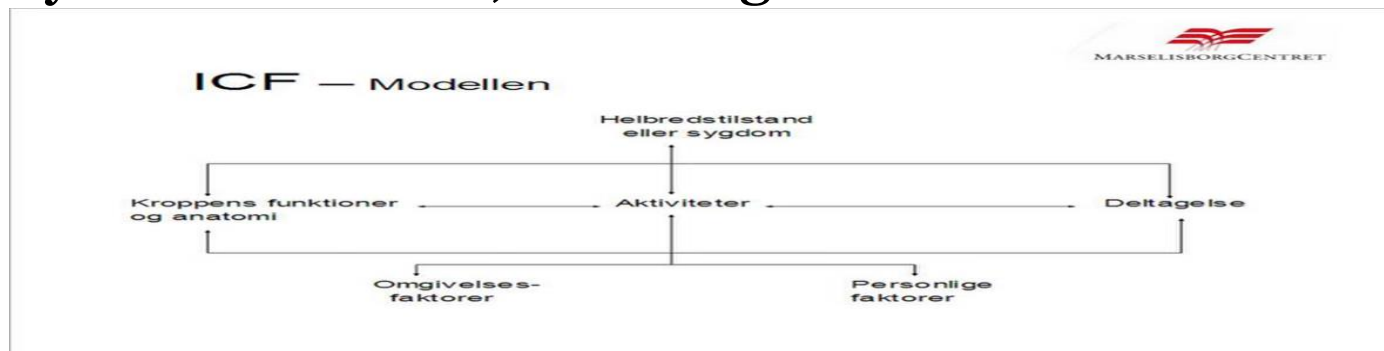 MARSELISBORGCENTRET
ICF — Modellen
Helbredstilstand
eller sygdom
Kroppens funktioner
og anatomi
Aktiviteter
Deltagelse
Omgivelses-
faktorer
Personlige
faktorer